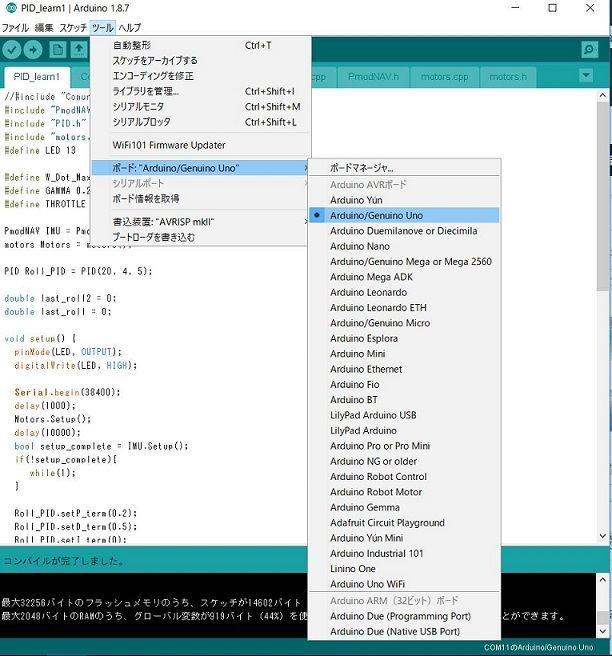 PID_learn1 | Arduino 1.8.7
ファイル 編集 スケッチ ツール ヘルプ
自動整形 Ctrl+T
スケッチをアーカイブする
エンコーディングを修正
ライブラリを管理... Ctrl+Shift+I
シリアルモニタ Ctrl+Shift+M
シリアルプロッタ Ctrl+Shift+L
WiFi101 Firmware Updater
ボード: "Arduino/Genuino Uno"
シリアルポート
ボード情報を取得
書込装置: "AVRISP mkII"
ブートローダを書き込む
ボードマネージャ...
Arduino AVRボード
Arduino Yún
Arduino/Genuino Uno
Arduino Duemilanove or Diecimila
Arduino Nano
Arduino/Genuino Mega or Mega 2560
Arduino Mega ADK
Arduino Leonardo
Arduino Leonardo ETH
Arduino/Genuino Micro
Arduino Esplora
Arduino Mini
Arduino Ethernet
Arduino Fio
Arduino BT
LilyPad Arduino USB
LilyPad Arduino
Arduino Pro or Pro Mini
Arduino NG or older
Arduino Robot Control
Arduino Robot Motor
Arduino Gemma
Adafruit Circuit Playground
Arduino Yún Mini
Arduino Industrial 101
Linino One
Arduino Uno WiFi
Arduino ARM（32ビット）ボード
Arduino Due (Programming Port)
Arduino Due (Native USB Port)
PID_learn1 cpp PmodNAV.h motors.cpp motors.h
#include "PmodNAV
#include "PID.h"
#include "motors.
#define LED 13
#define W_Dot_Max
#define GAMMA 0.2
#define THROTTLE
PmodNAV IMU = Pmo
motors Motors = motors();
PID Roll_PID = PID(20, 4, 5);
double last_roll2 = 0;
double last_roll = 0;
void setup() {
pinMode(LED, OUTPUT);
digitalWrite(LED, HIGH);
Serial.begin(38400);
delay(1000);
Motors.Setup();
delay(10000);
bool setup_complete = IMU.Setup();
if(!setup_complete){
while(1);
}
Roll_PID.setP_term(0.2);
Roll_PID.setD_term(0.5);
Roll_PID.setI_term(0);
コンパイルが完了しました。
最大32256バイトのフラッシュメモリのうち、スケッチが14602バイト
最大2048バイトのRAMのうち、グローバル変数が919バイト（44%）を使 とができます。
COM11のArduino/Genuino Uno